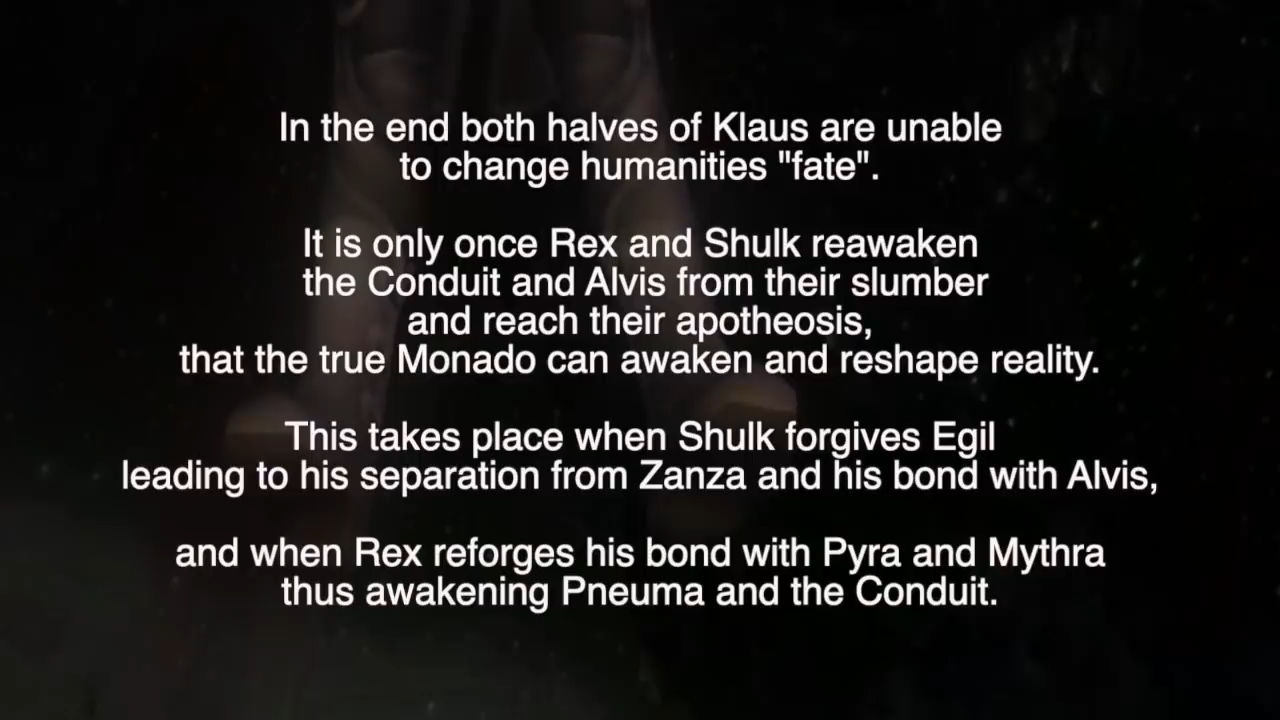 In the end both halves of Klaus are unable
to change humanities "fate".
It is only once Rex and Shulk reawaken
the Conduit and Alvis from their slumber
and reach their apotheosis,
that the true Monado can awaken and reshape reality.
This takes place when Shulk forgives Egil
leading to his separation from Zanza and his bond with Alvis,
and when Rex reforges his bond with Pyra and Mythra
thus awakening Pneuma and the Conduit.